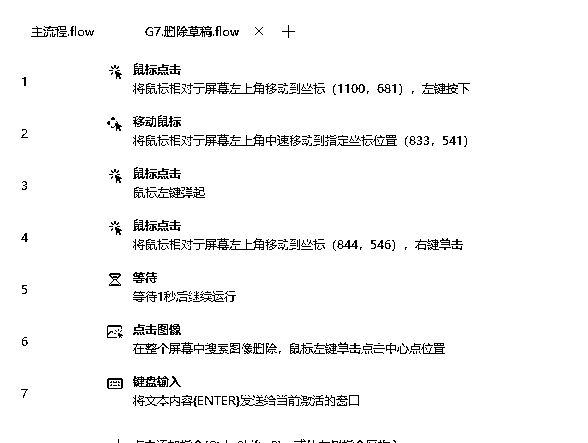 主流程.flow G7.删除草稿.flow × +
1 鼠标点击
将鼠标相对于屏幕左上角移动到坐标（1100，681），左键按下
2 移动鼠标
将鼠标相对于屏幕左上角中速移动到指定坐标位置（833，541）
3 鼠标点击
鼠标左键弹起
4 鼠标点击
将鼠标相对于屏幕左上角移动到坐标（844，546），右键单击
5 等待
等待1秒后继续运行
6 点击图像
在整个屏幕中搜索图像删除，鼠标左键单击点击中心点位置
7 键盘输入
将文本内容{ENTER}发送给当前激活的窗口